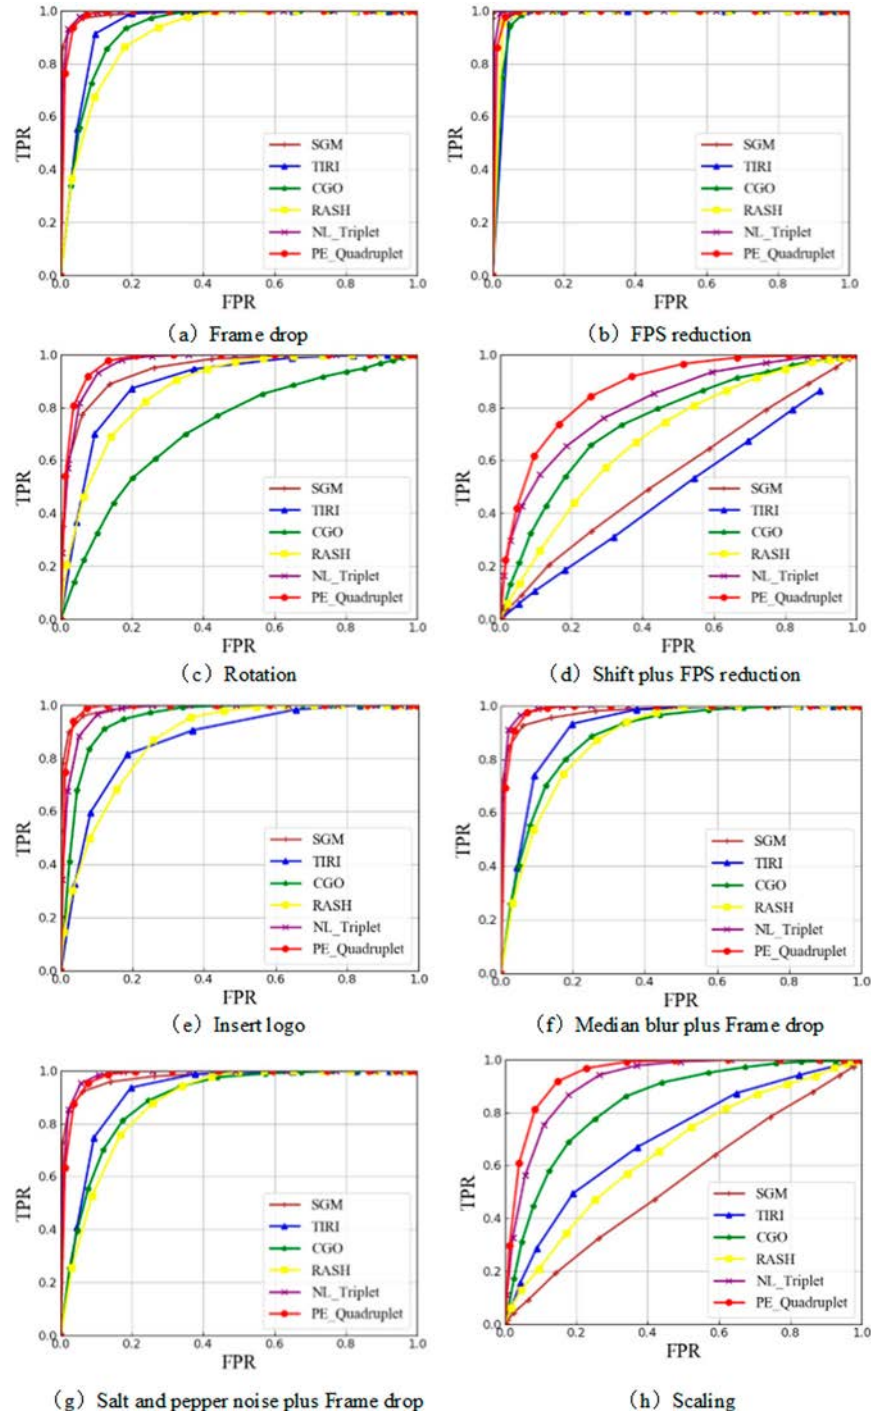 1.0
0.8
0.6
0.4
0.2
0.0
TPR
SGM
TIRI
CGO
RASH
NL_Triplet
PE_Quadruplet
0.0 0.2 0.4 0.6 0.8 1.0
FPR
(a) Frame drop
1.0
0.8
0.6
0.4
0.2
0.0
TPR
SGM
TIRI
CGO
RASH
NL_Triplet
PE_Quadruplet
0.0 0.2 0.4 0.6 0.8 1.0
FPR
(b) FPS reduction
1.0
0.8
0.6
0.4
0.2
0.0
TPR
SGM
TIRI
CGO
RASH
NL_Triplet
PE_Quadruplet
0.0 0.2 0.4 0.6 0.8 1.0
FPR
(c) Rotation
1.0
0.8
0.6
0.4
0.2
0.0
TPR
SGM
TIRI
CGO
RASH
NL_Triplet
PE_Quadruplet
0.0 0.2 0.4 0.6 0.8 1.0
FPR
(d) Shift plus FPS reduction
1.0
0.8
0.6
0.4
0.2
0.0
TPR
SGM
TIRI
CGO
RASH
NL_Triplet
PE_Quadruplet
0.0 0.2 0.4 0.6 0.8 1.0
FPR
(e) Insert logo
1.0
0.8
0.6
0.4
0.2
0.0
TPR
SGM
TIRI
CGO
RASH
NL_Triplet
PE_Quadruplet
0.0 0.2 0.4 0.6 0.8 1.0
FPR
(f) Median blur plus Frame drop
1.0
0.8
0.6
0.4
0.2
0.0
TPR
SGM
TIRI
CGO
RASH
NL_Triplet
PE_Quadruplet
0.0 0.2 0.4 0.6 0.8 1.0
FPR
(g) Salt and pepper noise plus Frame drop
1.0
0.8
0.6
0.4
0.2
0.0
TPR
SGM
TIRI
CGO
RASH
NL_Triplet
PE_Quadruplet
0.0 0.2 0.4 0.6 0.8 1.0
FPR
(h) Scaling